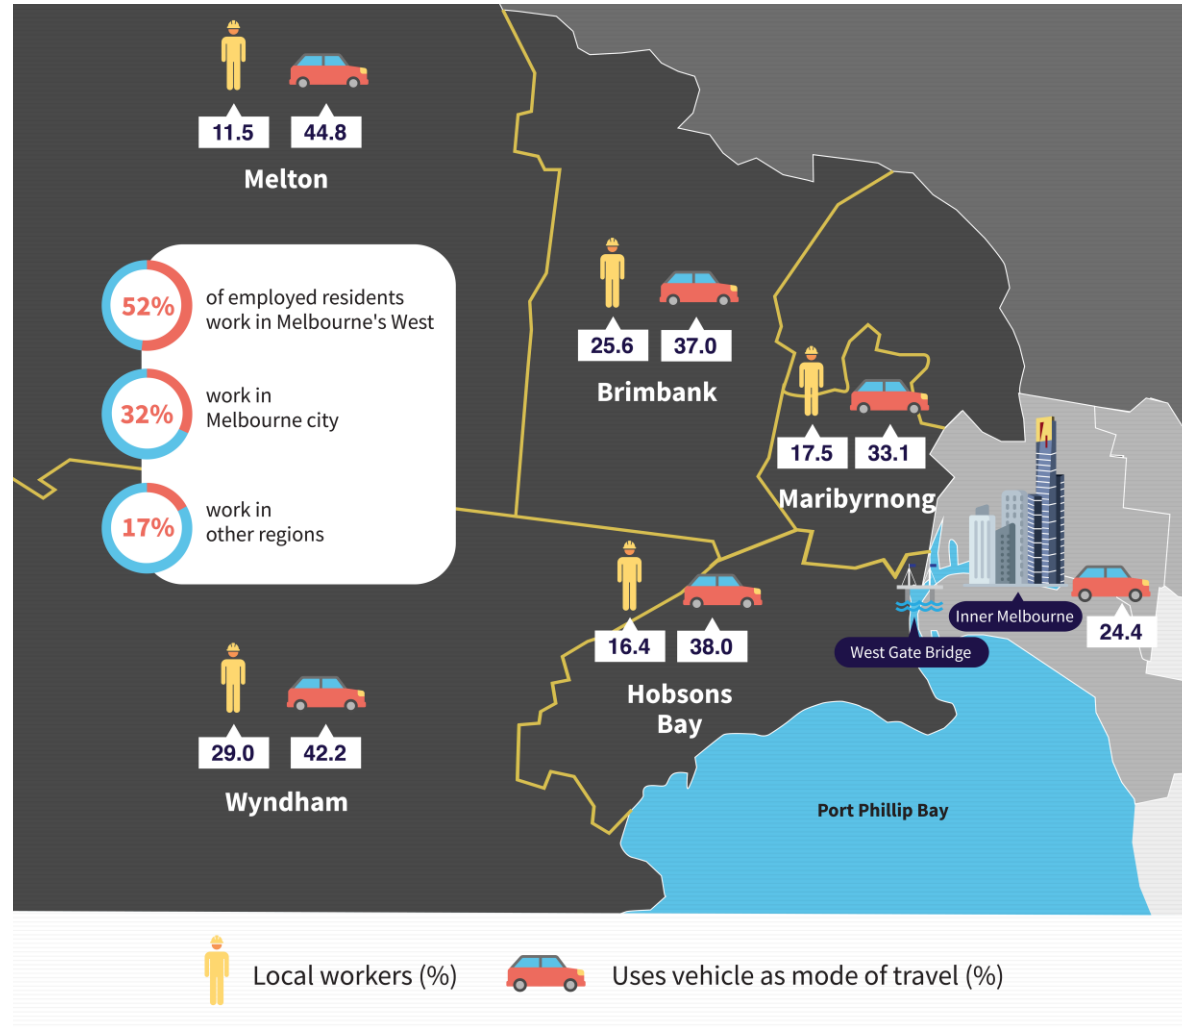 11.5
44.8
Melton
52%
of employed residents
work in Melbourne's West
32%
work in
Melbourne city
17%
work in
other regions
25.6
37.0
Brimbank
17.5
33.1
Maribyrnong
16.4
38.0
Hobsons
Bay
29.0
42.2
Wyndham
Inner Melbourne
24.4
West Gate Bridge
Port Phillip Bay
Local workers (%)
Uses vehicle as mode of travel (%)